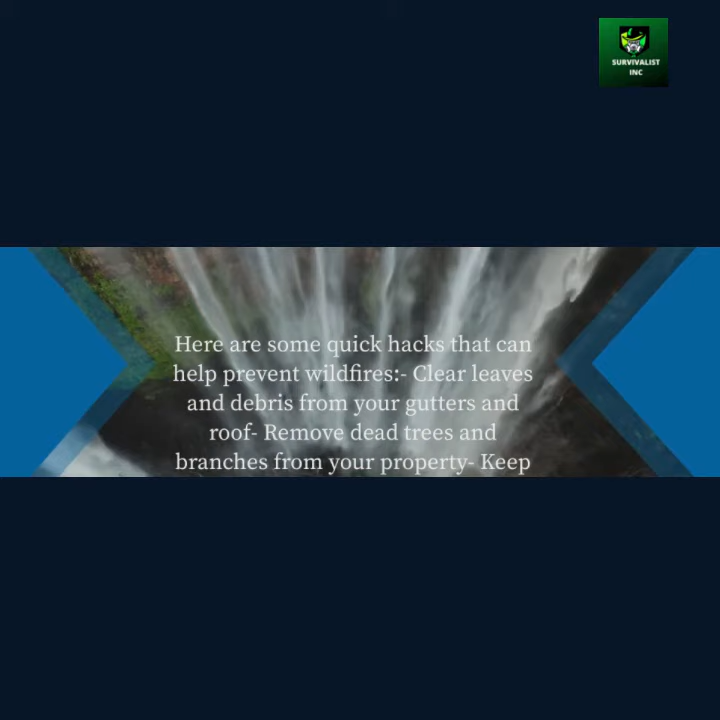 SURVIVALIST
INC
Here are some quick hacks that can
help prevent wildfires:- Clear leaves
and debris from your gutters and
roof- Remove dead trees and
branches from your property- Keep